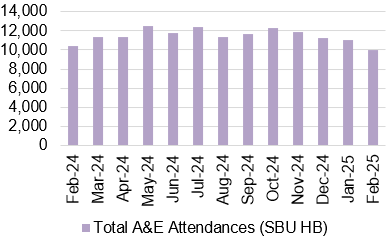 14,000
12,000
10,000
8,000
6,000
4,000
2,000
0
Feb-24
Mar-24
Apr-24
May-24
Jun-24
Jul-24
Aug-24
Sep-24
Oct-24
Nov-24
Dec-24
Jan-25
Feb-25
Total A&E Attendances (SBU HB)